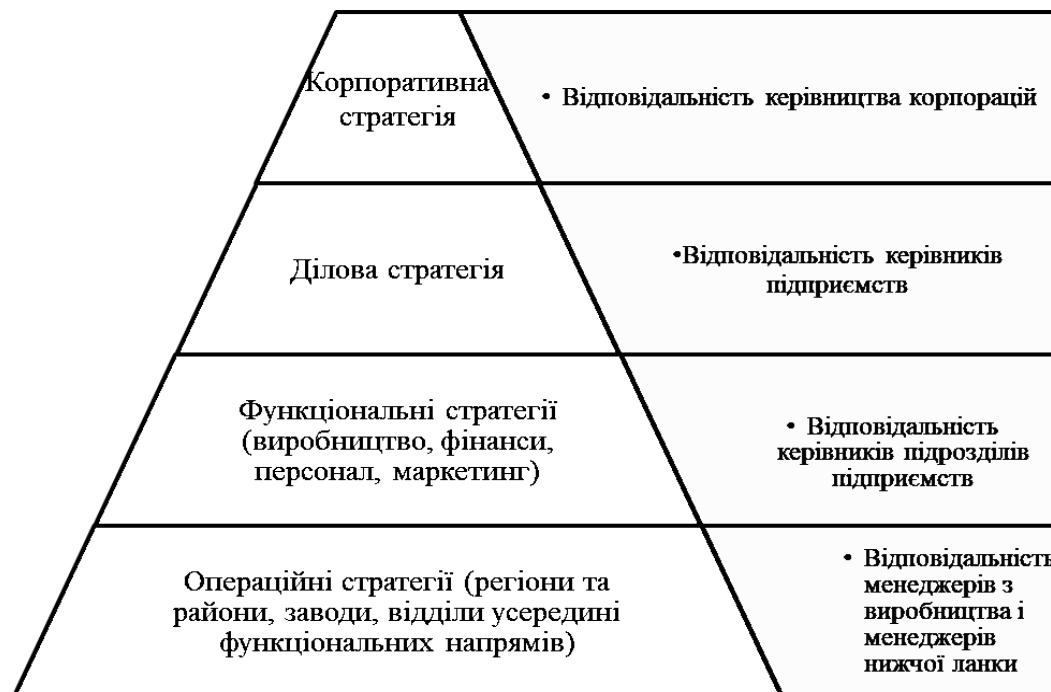 Корпоративна
стратегія
• Відповідальність керівництва корпорацій
Ділова стратегія
•Відповідальність керівників
підприємств
Функціональні стратегії
(виробництво, фінанси,
персонал, маркетинг)
• Відповідальність
керівників підрозділів
підприємств
Операційні стратегії (регіони та
райони, заводи, відділи усередині
функціональних напрямів)
• Відповідальність
менеджерів з
виробництва і
менеджерів
нижчої ланки